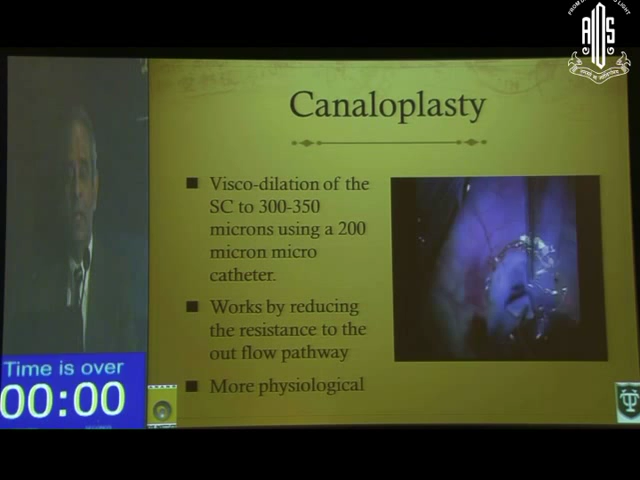 AIIMS
Canaloplasty
■ Visco-dilation of the
SC to 300-350
microns using a 200
micron micro
catheter.
■ Works by reducing
the resistance to the
out flow pathway
■ More physiological
Time is over
00:00